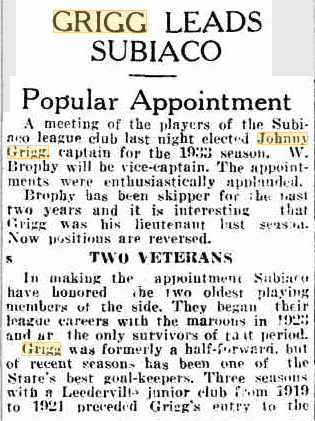 GRIGG LEADS
SUBIACO
Popular Appointment
A meeting of the players of the Subi-
aco league club last night elected Johnny
Grigg, captain for the 1933 season. W.
Brophy will be vice-captain. The appoint-
ments were enthusiastically applauded.
Brophy has been skipper for the past
two years and it is interesting that
Grigg was his lieutenant last season.
Now positions are reversed.
s TWO VETERANS
In making the appointment Subiaco
have honored the two oldest playing
members of the side. They began their
league careers with the maroons in 1923
and ar the only survivors of that period.
Grigg was formerly a half-forward, but
of recent seasons has been one of the
State's best goal-keepers. Three seasons
with a Leederville junior club from 1919
to 1921 preceded Grigg's entry to the